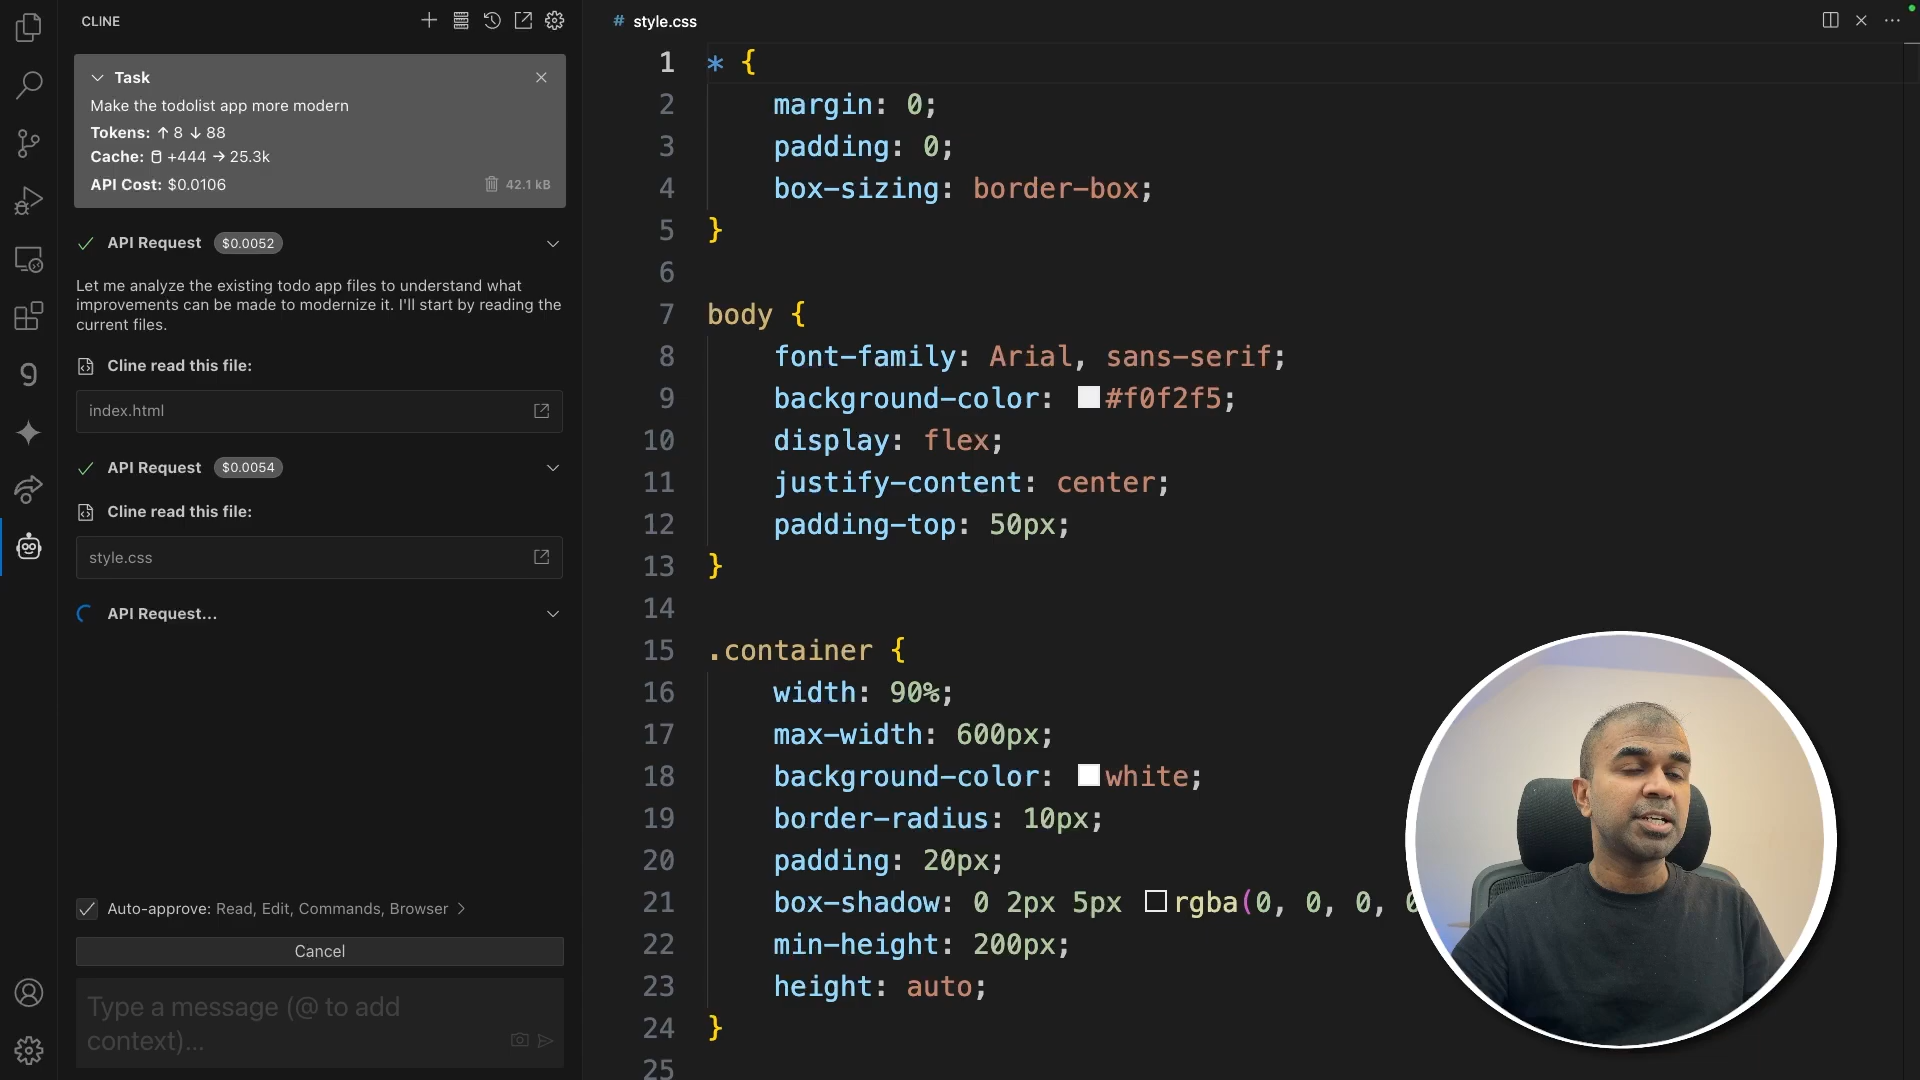 CLINE
Task
Make the todolist app more modern
Tokens: ↑ 8 ↓ 88
Cache: +444 → 25.3k
API Cost: $0.0106
42.1 kB
API Request $0.0052
Let me analyze the existing todo app files to understand what
improvements can be made to modernize it. I'll start by reading the
current files.
Cline read this file:
index.html
API Request $0.0054
Cline read this file:
style.css
API Request...
Auto-approve: Read, Edit, Commands, Browser >
Cancel
Type a message (@ to add
context)...
# style.css
1 * {
2 margin: 0;
3 padding: 0;
4 box-sizing: border-box;
5 }
6
7 body {
8 font-family: Arial, sans-serif;
9 background-color: #f0f2f5;
10 display: flex;
11 justify-content: center;
12 padding-top: 50px;
13 }
14
15 .container {
16 width: 90%;
17 max-width: 600px;
18 background-color: white;
19 border-radius: 10px;
20 padding: 20px;
21 box-shadow: 0 2px 5px rgba(0, 0, 0, 0
22 min-height: 200px;
23 height: auto;
24 }
25